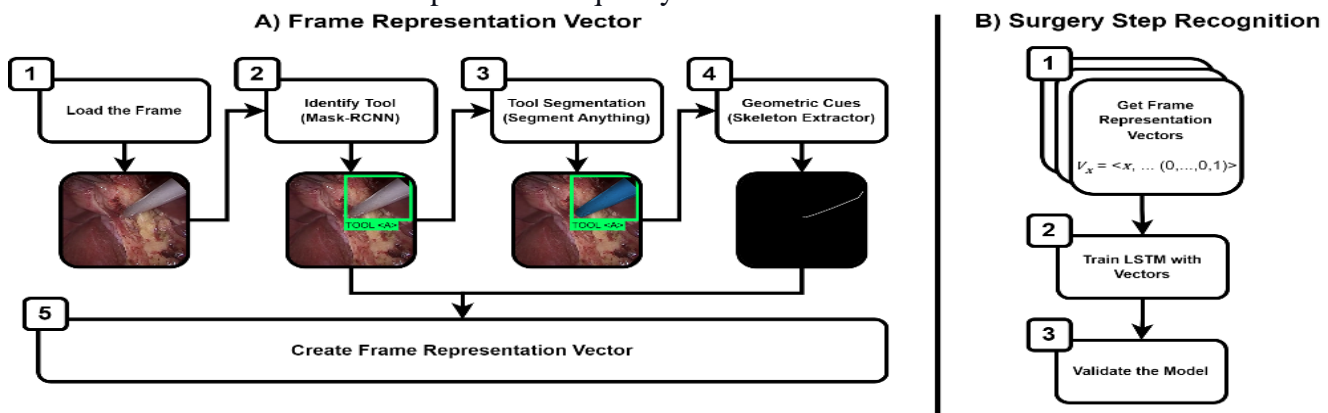 A) Frame Representation Vector
1
Load the Frame
2
Identify Tool
(Mask-RCNN)
3
Tool Segmentation
(Segment Anything)
4
Geometric Cues
(Skeleton Extractor)
TOOL <A>
TOOL <A>
5
Create Frame Representation Vector
B) Surgery Step Recognition
1
Get Frame
Representation
Vectors
Vx = <x, ... (0,...,0,1)>
2
Train LSTM with
Vectors
3
Validate the Model